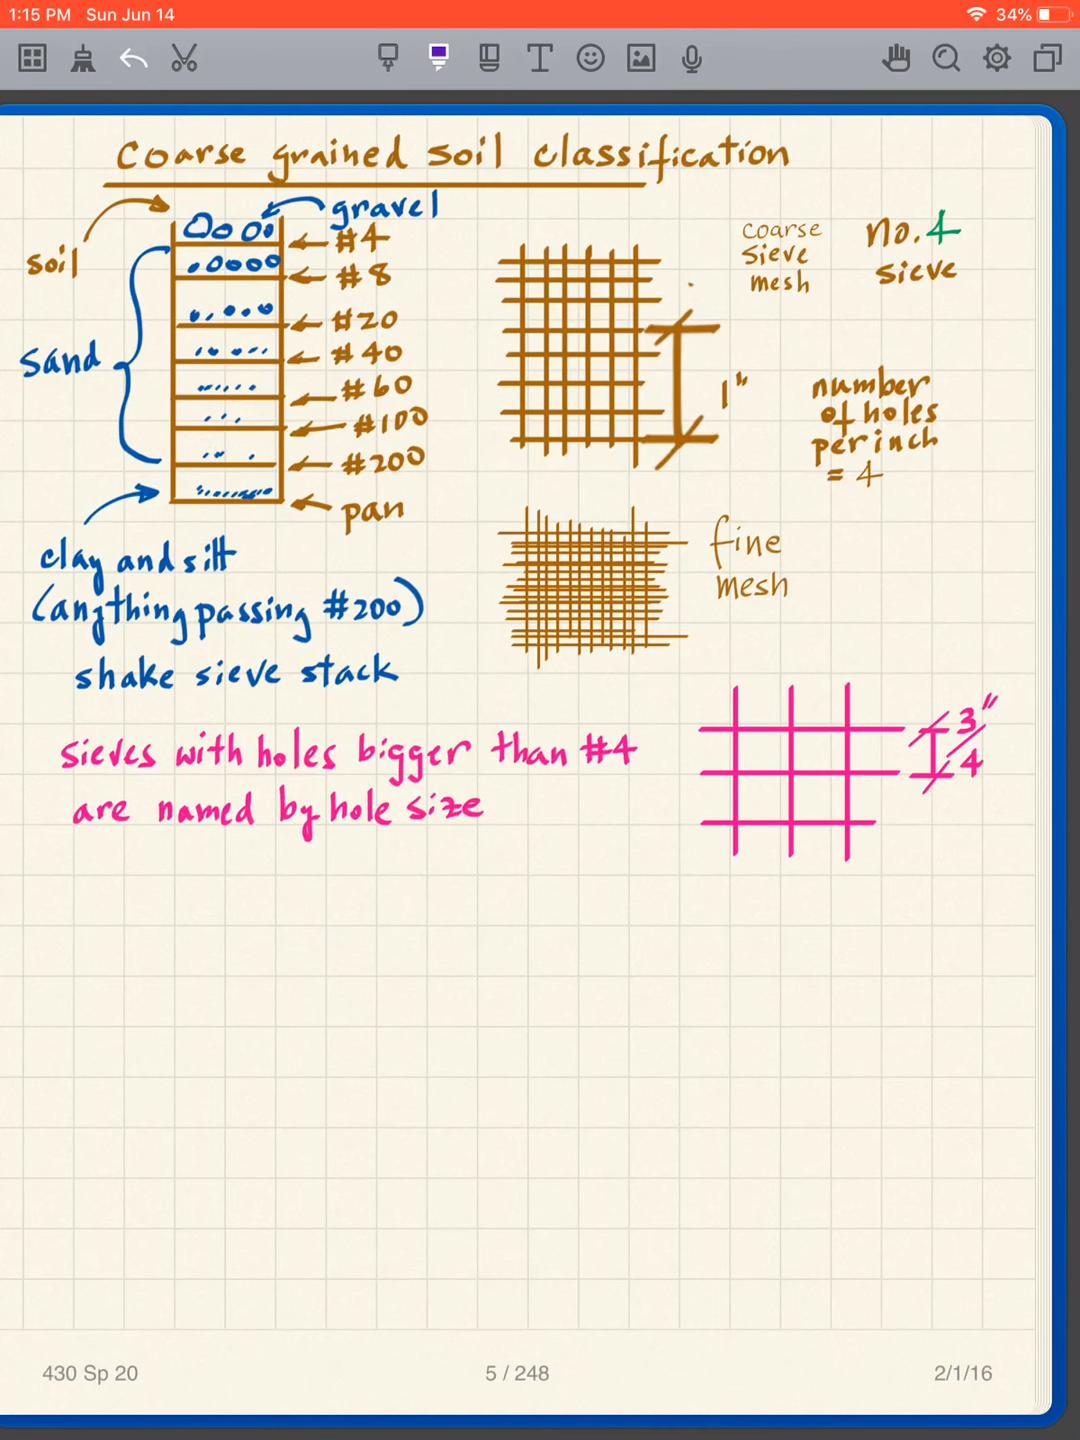 1:15 PM Sun Jun 14
34%
coarse grained soil classification
soil
gravel
#4
#8
#20
#40
#60
#100
#200
pan
sand
clay and silt
(anything passing #200)
shake sieve stack
coarse
sieve
mesh
no.4
sieve
1"
number
of holes
per inch
= 4
fine
mesh
sieves with holes bigger than #4
are named by hole size
3"/4
430 Sp 20
5 / 248
2/1/16